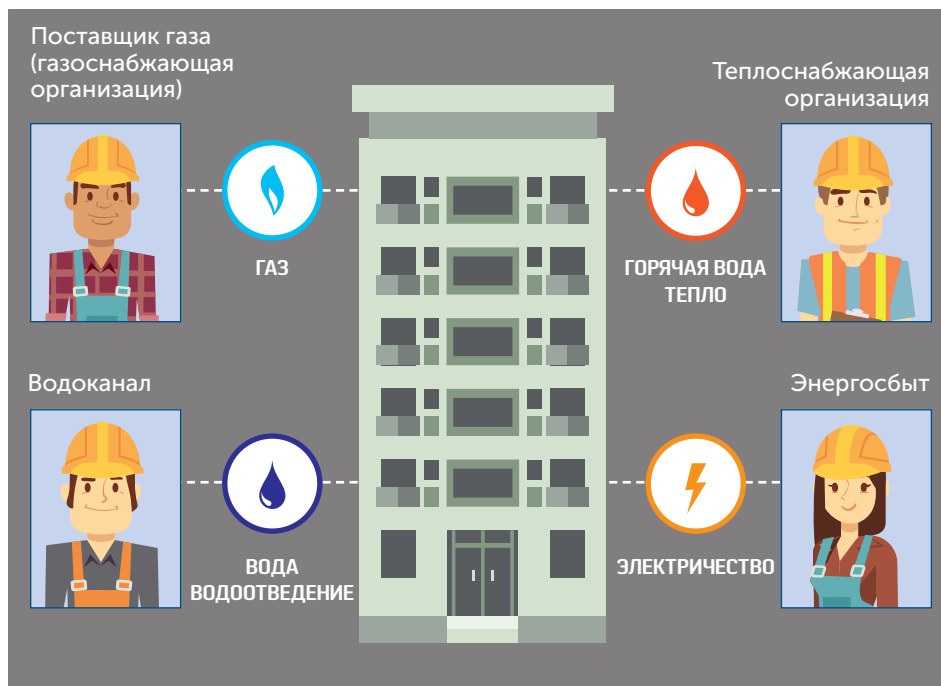 Поставщик газа
(газоснабжающая
организация)
Теплоснабжающая
организация
ГАЗ
ГОРЯЧАЯ ВОДА
ТЕПЛО
Водоканал
Энергосбыт
ВОДА
ВОДООТВЕДЕНИЕ
ЭЛЕКТРИЧЕСТВО